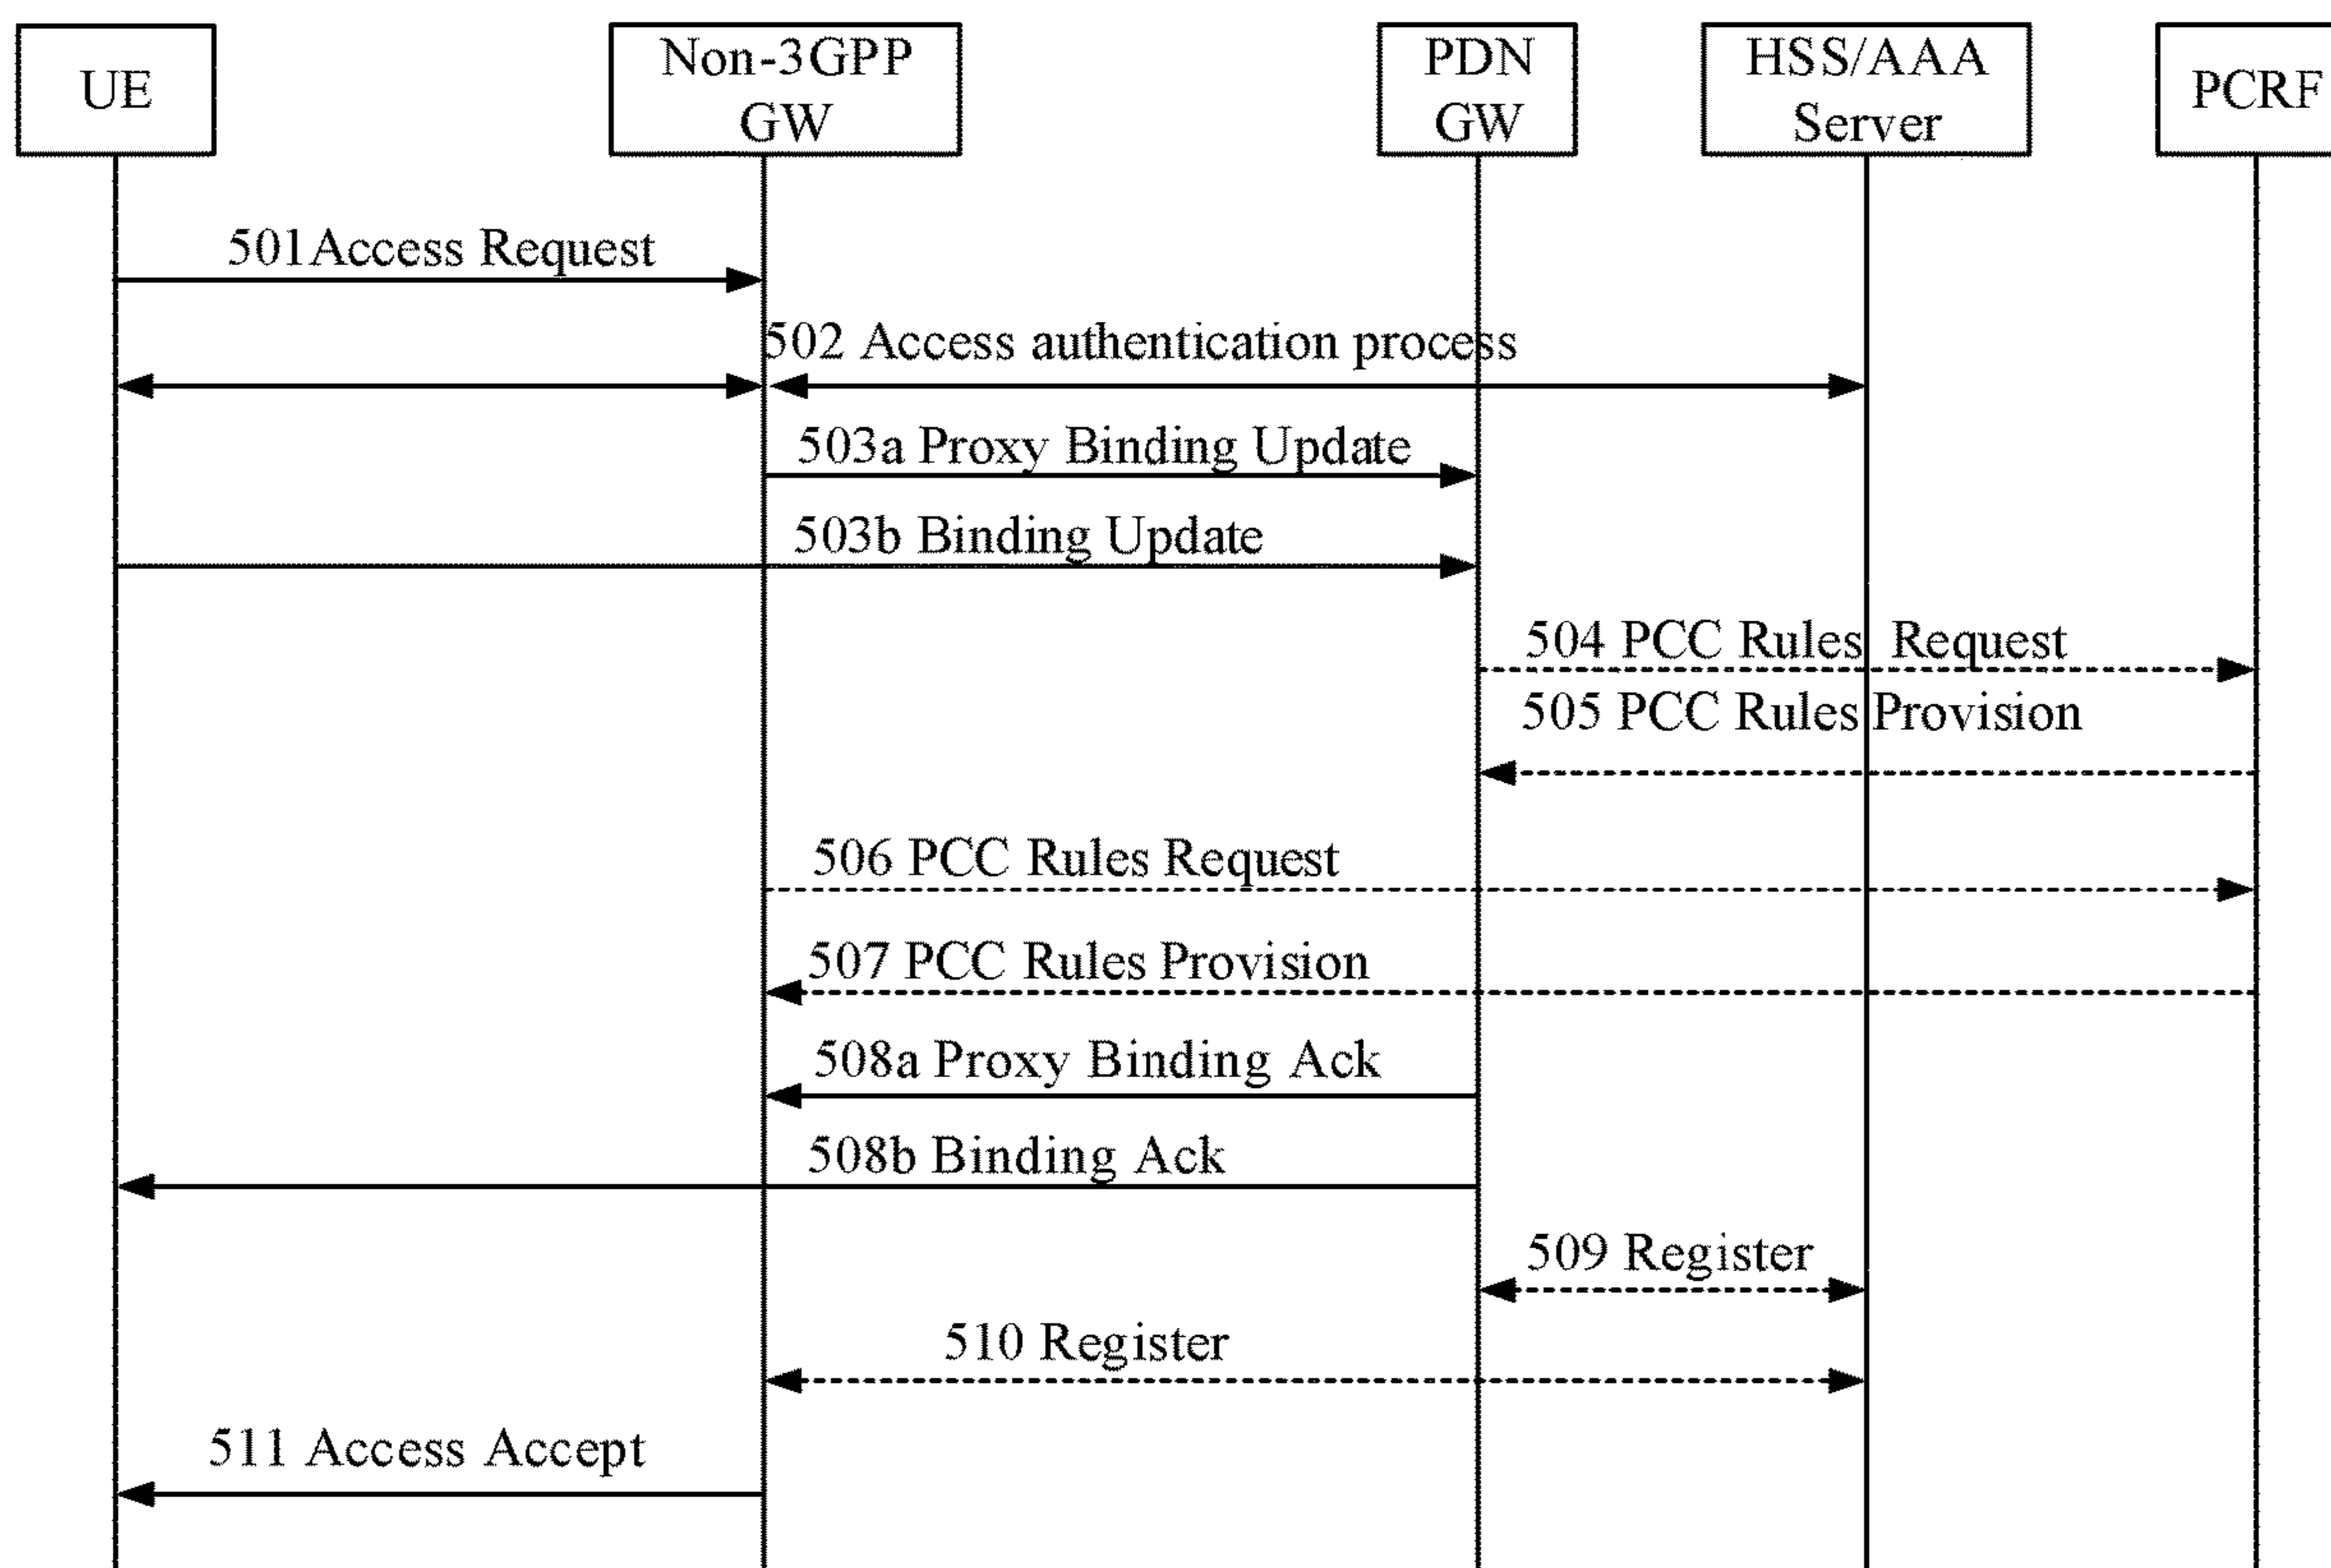 UE
Non-3GPP
GW
PDN
GW
HSS/AAA
Server
PCRF
501Access Request
502 Access authentication process
503a Proxy Binding Update
503b Binding Update
504 PCC Rules Request
505 PCC Rules Provision
506 PCC Rules Request
507 PCC Rules Provision
508a Proxy Binding Ack
508b Binding Ack
509 Register
510 Register
511 Access Accept